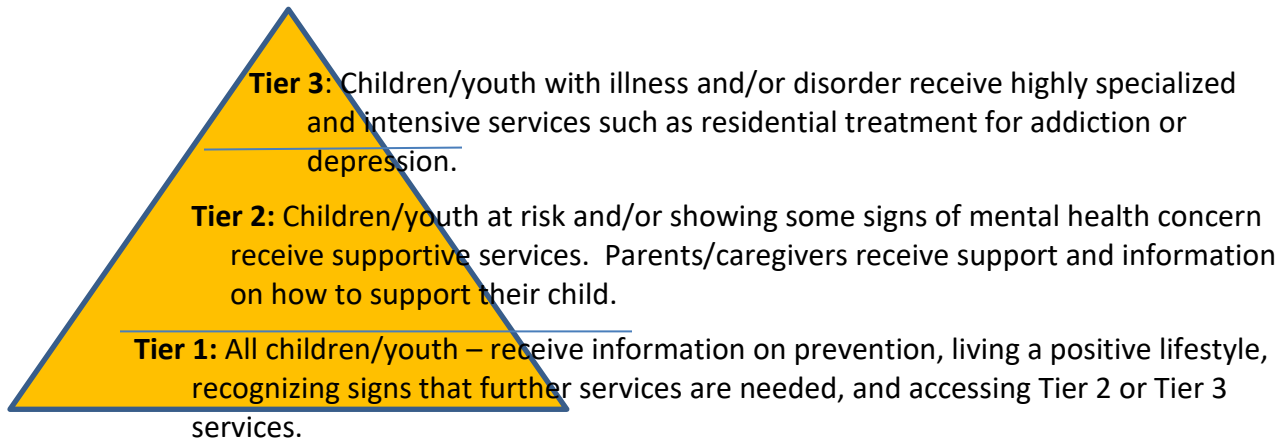 Tier 3: Children/youth with illness and/or disorder receive highly specialized
and intensive services such as residential treatment for addiction or
depression.
Tier 2: Children/youth at risk and/or showing some signs of mental health concern
receive supportive services.  Parents/caregivers receive support and information
on how to support their child.
Tier 1: All children/youth – receive information on prevention, living a positive lifestyle,
recognizing signs that further services are needed, and accessing Tier 2 or Tier 3
services.